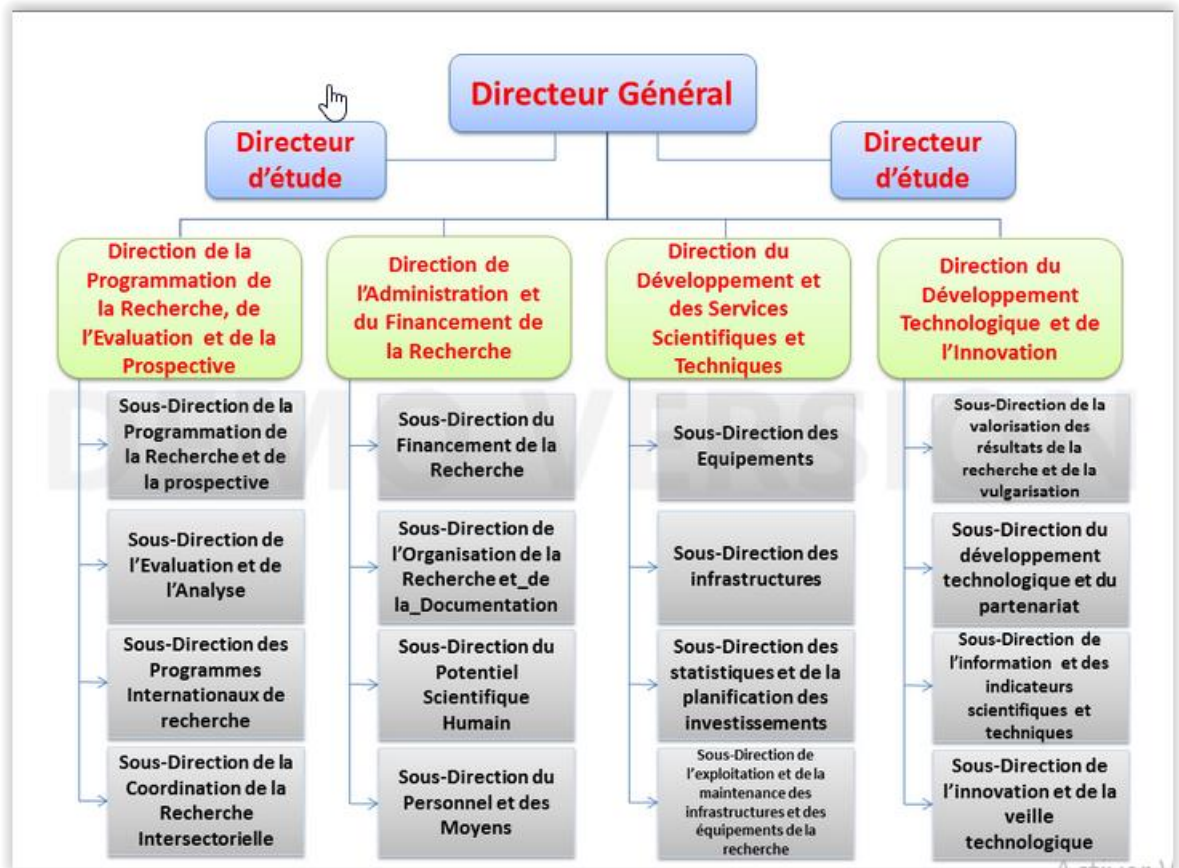 Directeur Général
Directeur
d'étude
Directeur
d'étude
Direction de la
Programmation de
la Recherche, de
l'Evaluation et de la
Prospective
Direction de
l'Administration et
du Financement de
la Recherche
Direction du
Développement et
des Services
Scientifiques et
Techniques
Direction du
Développement
Technologique et de
l'Innovation
Sous-Direction de la
Programmation de
la Recherche et de
la prospective
Sous-Direction de
l'Evaluation et de
l'Analyse
Sous-Direction des
Programmes
Internationaux de
recherche
Sous-Direction de la
Coordination de la
Recherche
Intersectorielle
Sous-Direction du
Financement de la
Recherche
Sous-Direction de
l'Organisation de la
Recherche et_de
la_Documentation
Sous-Direction du
Potentiel
Scientifique
Humain
Sous-Direction du
Personnel et des
Moyens
Sous-Direction des
Equipements
Sous-Direction des
infrastructures
Sous-Direction des
statistiques et de la
planification des
investissements
Sous-Direction de
l'exploitation et de la
maintenance des
infrastructures et des
équipements de la
recherche
Sous-Direction de la
valorisation des
résultats de la
recherche et de la
vulgarisation
Sous-Direction du
développement
technologique et du
partenariat
Sous-Direction de
l'information et des
indicateurs
scientifiques et
techniques
Sous-Direction de
l'innovation et de la
veille
technologique
DEMO VERSION